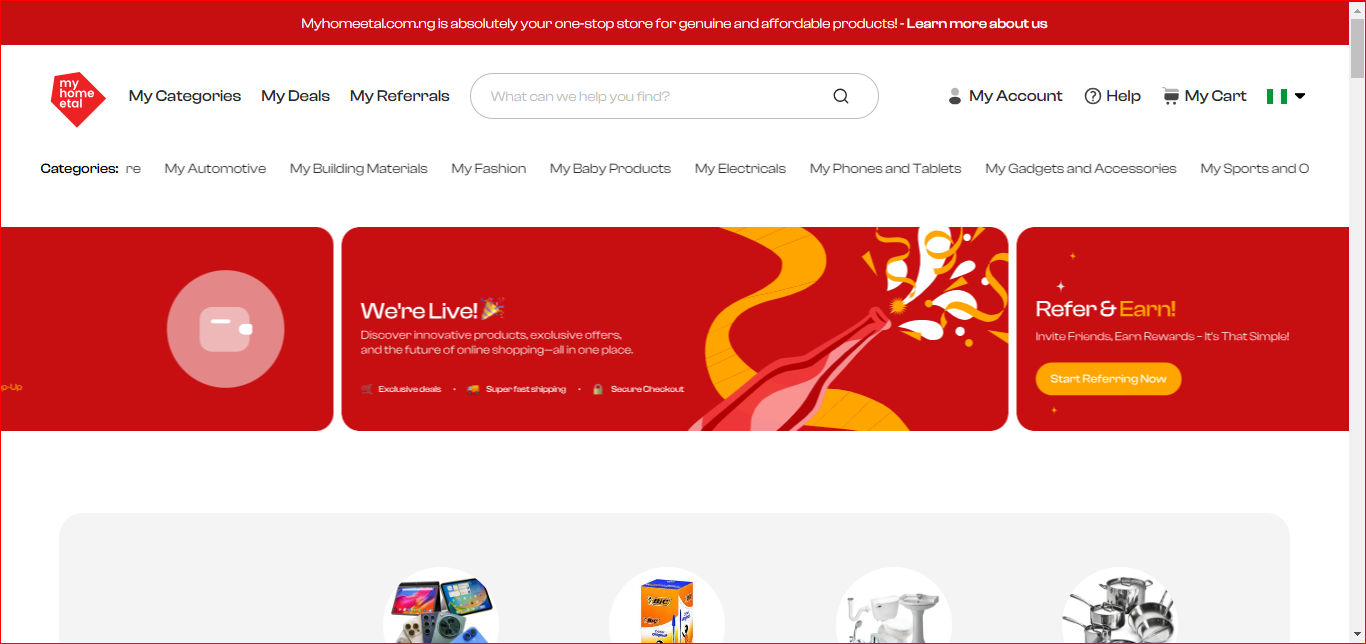 Myhomeetal.com.ng is absolutely your one-stop store for genuine and affordable products! - Learn more about us
my
home
etal
My Categories My Deals My Referrals What can we help you find? My Account Help My Cart
Categories: re My Automotive My Building Materials My Fashion My Baby Products My Electricals My Phones and Tablets My Gadgets and Accessories My Sports and O
p-Up
We're Live!🎉
Discover innovative products, exclusive offers,
and the future of online shopping—all in one place.
🛒 Exclusive deals • 🚚 Super fast shipping • 🔒 Secure Checkout
Refer & Earn!
Invite Friends, Earn Rewards – It's That Simple!
Start Referring Now
BIC
BIC